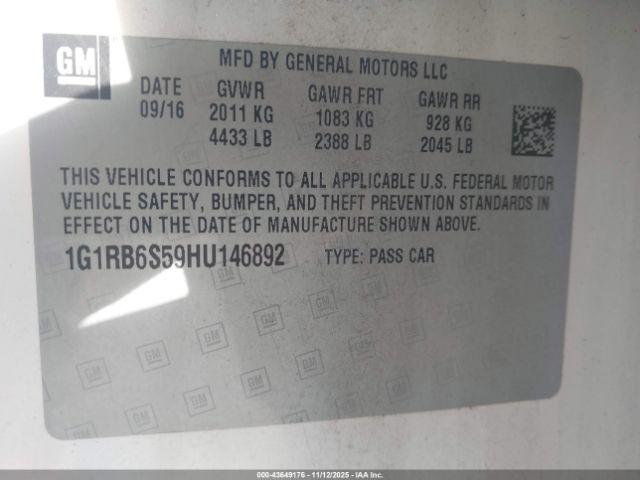 GM
MFD BY GENERAL MOTORS LLC
DATE GVWR GAWR FRT GAWR RR
09/16 2011 KG 1083 KG 928 KG
4433 LB 2388 LB 2045 LB
THIS VEHICLE CONFORMS TO ALL APPLICABLE U.S. FEDERAL MOTOR
VEHICLE SAFETY, BUMPER, AND THEFT PREVENTION STANDARDS IN
EFFECT ON THE DATE OF MANUFACTURE SHOWN ABOVE.
1G1RB6S59HU146892 TYPE: PASS CAR
000-43649176 - 11/12/2025 - IAAI, Inc.